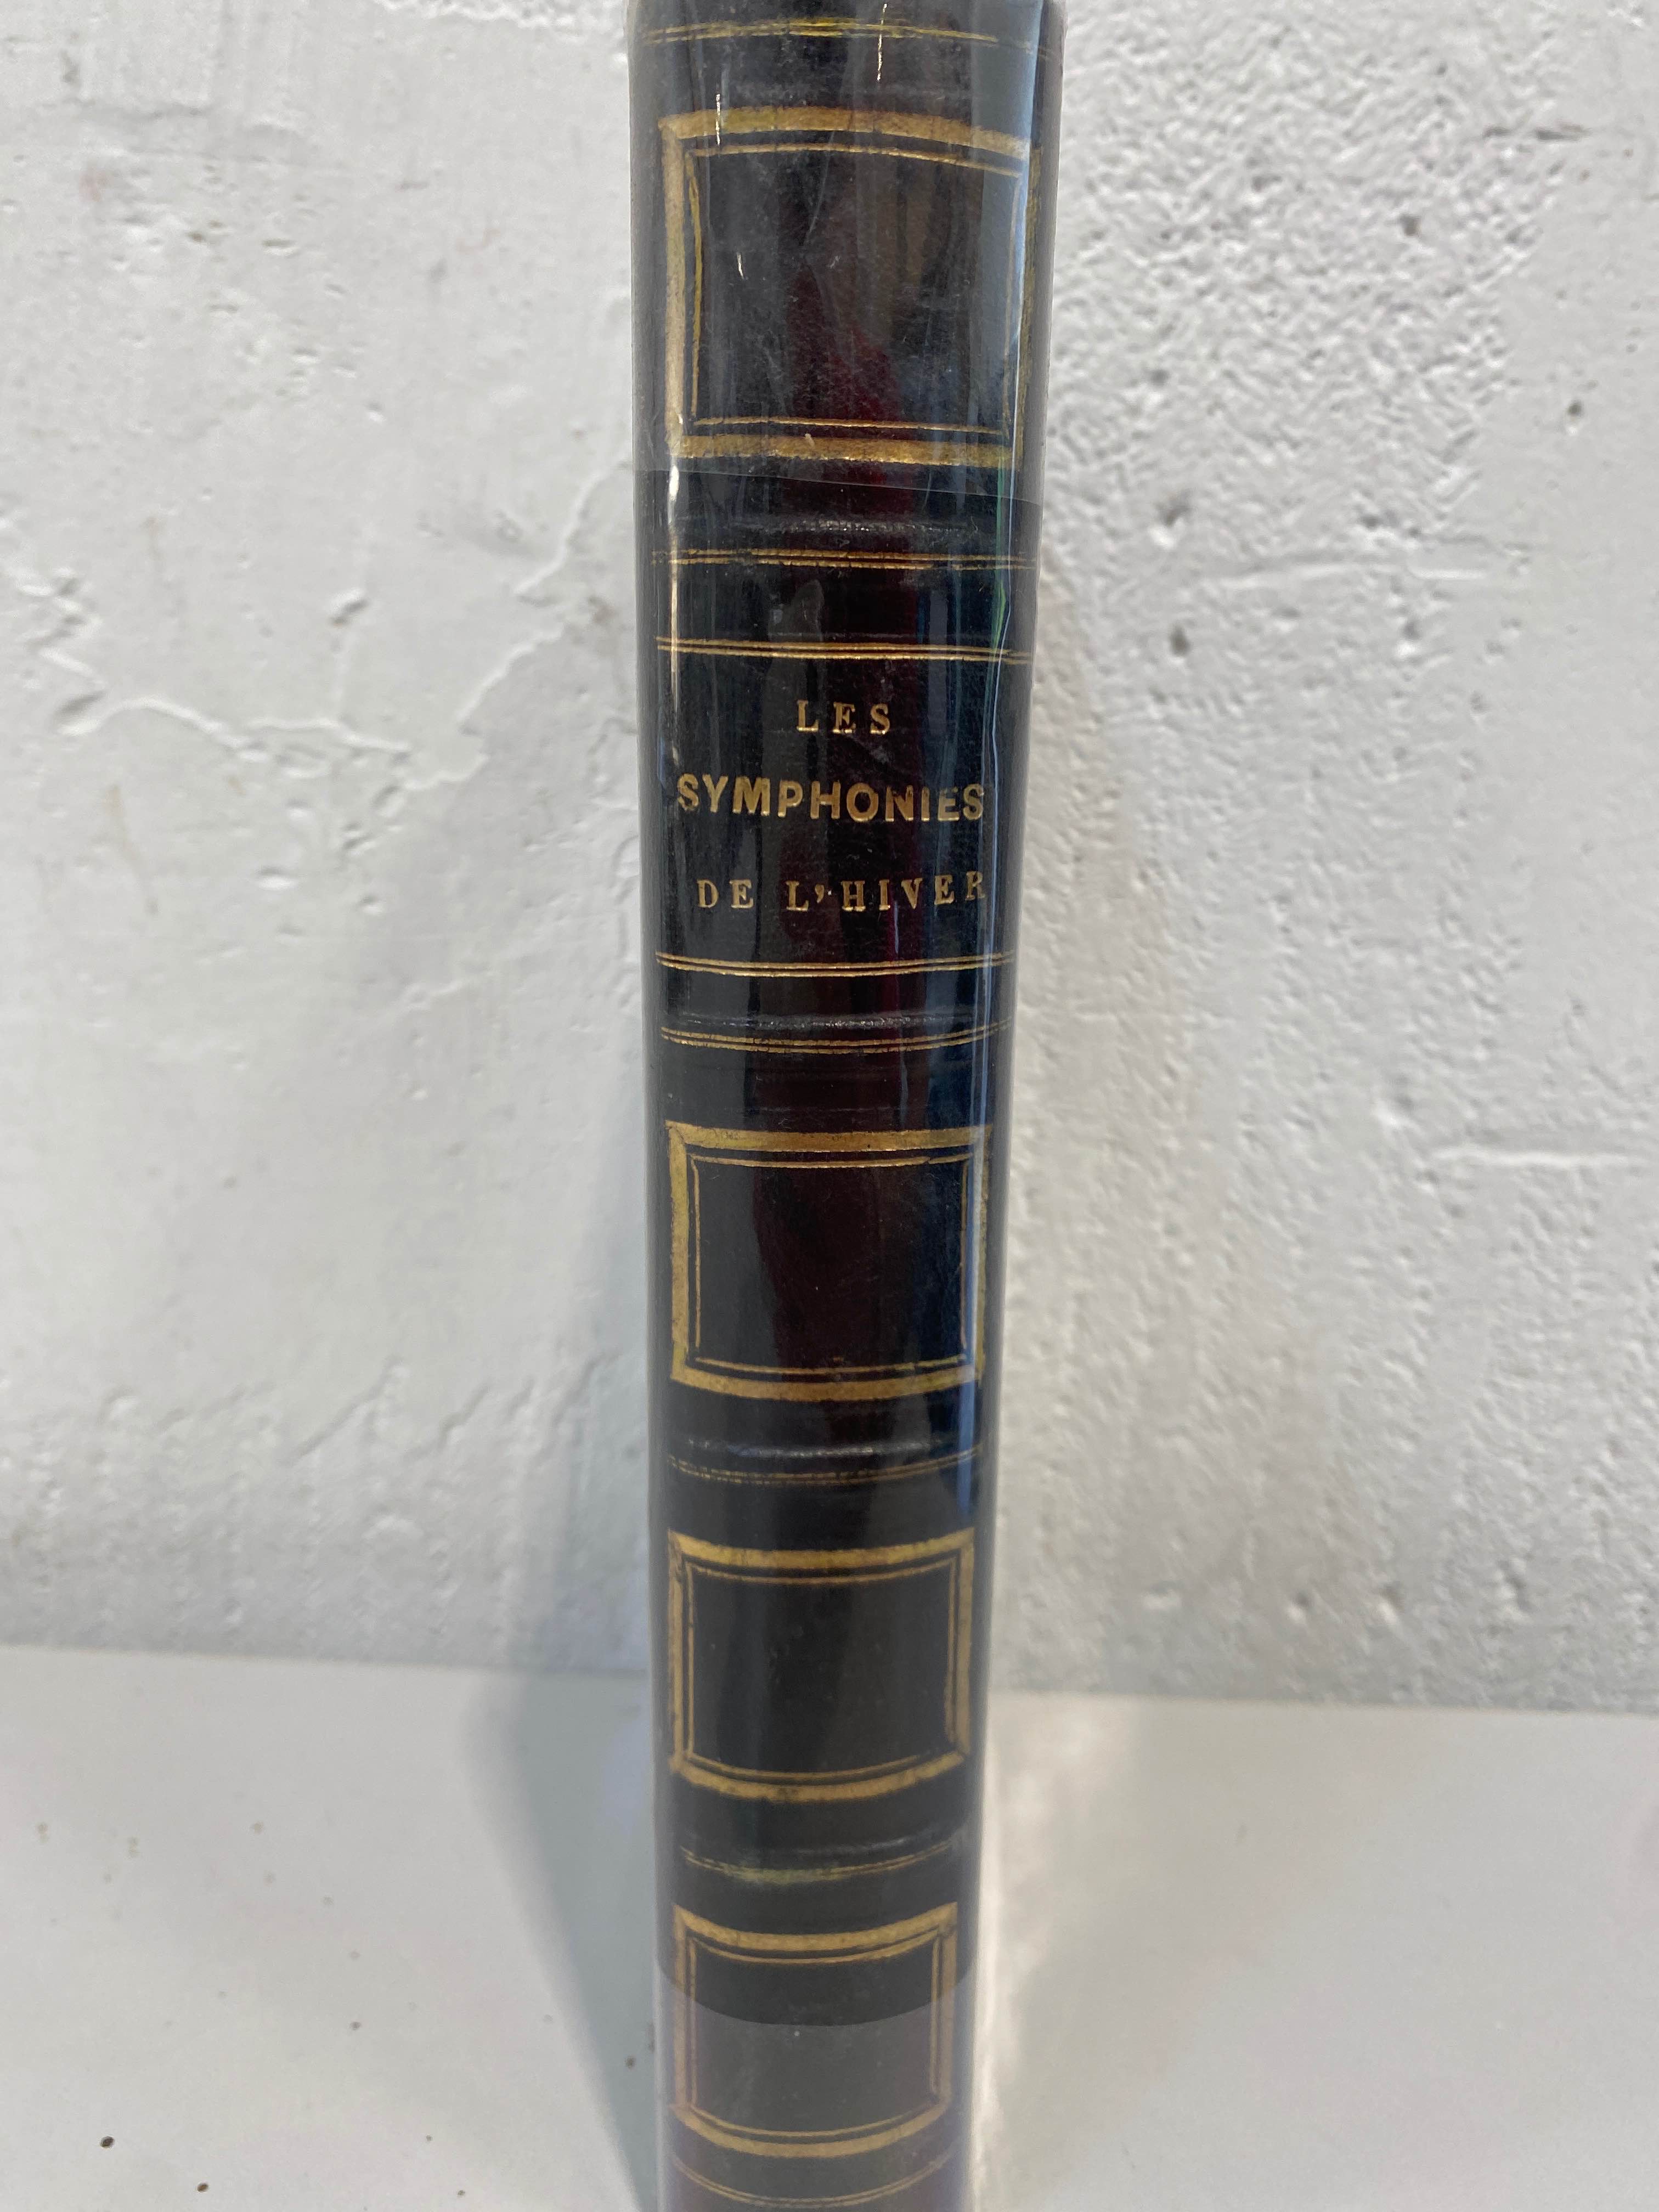 LES
SYMPHONIES
DE L'HIVER